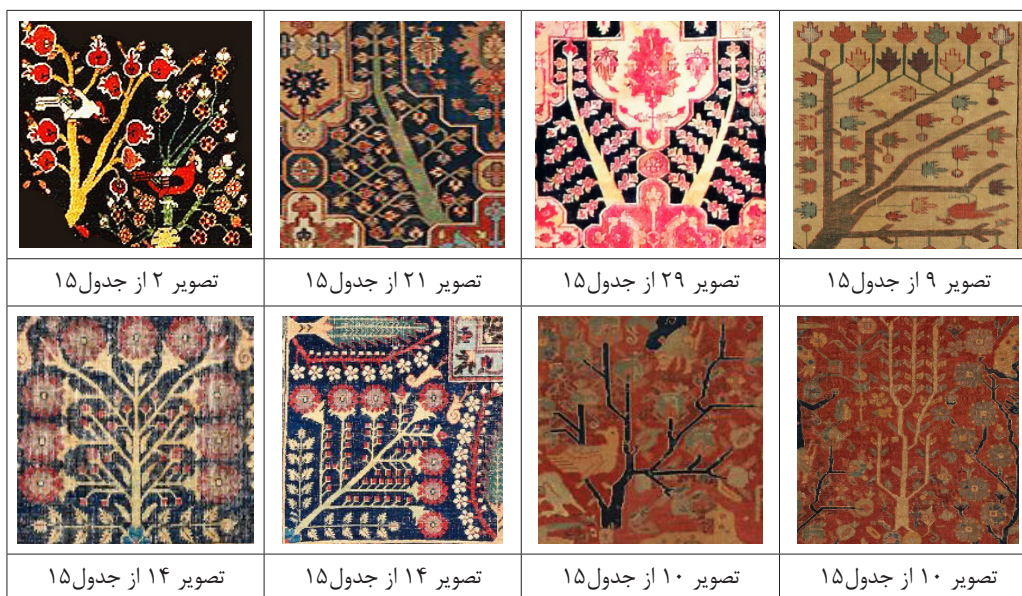 تصویر ۹ از جدول۱۵
تصویر ۲۹ از جدول۱۵
تصویر ۲۱ از جدول۱۵
تصویر ۲ از جدول۱۵
تصویر ۱۰ از جدول۱۵
تصویر ۱۰ از جدول۱۵
تصویر ۱۴ از جدول۱۵
تصویر ۱۴ از جدول۱۵